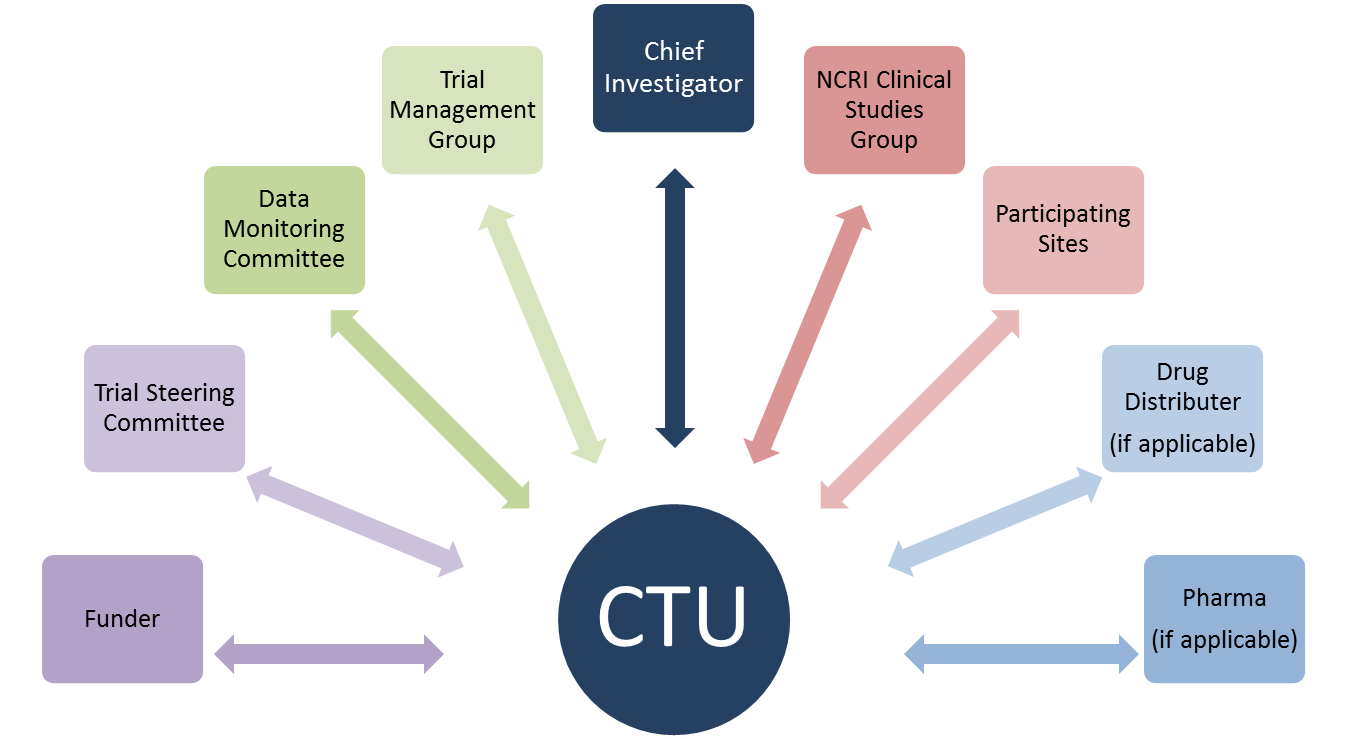 Chief
Investigator
Trial
Management
Group
NCRI Clinical
Studies
Group
Data
Monitoring
Committee
Participating
Sites
Trial Steering
Committee
Drug
Distributer
(if applicable)
Funder
CTU
Pharma
(if applicable)